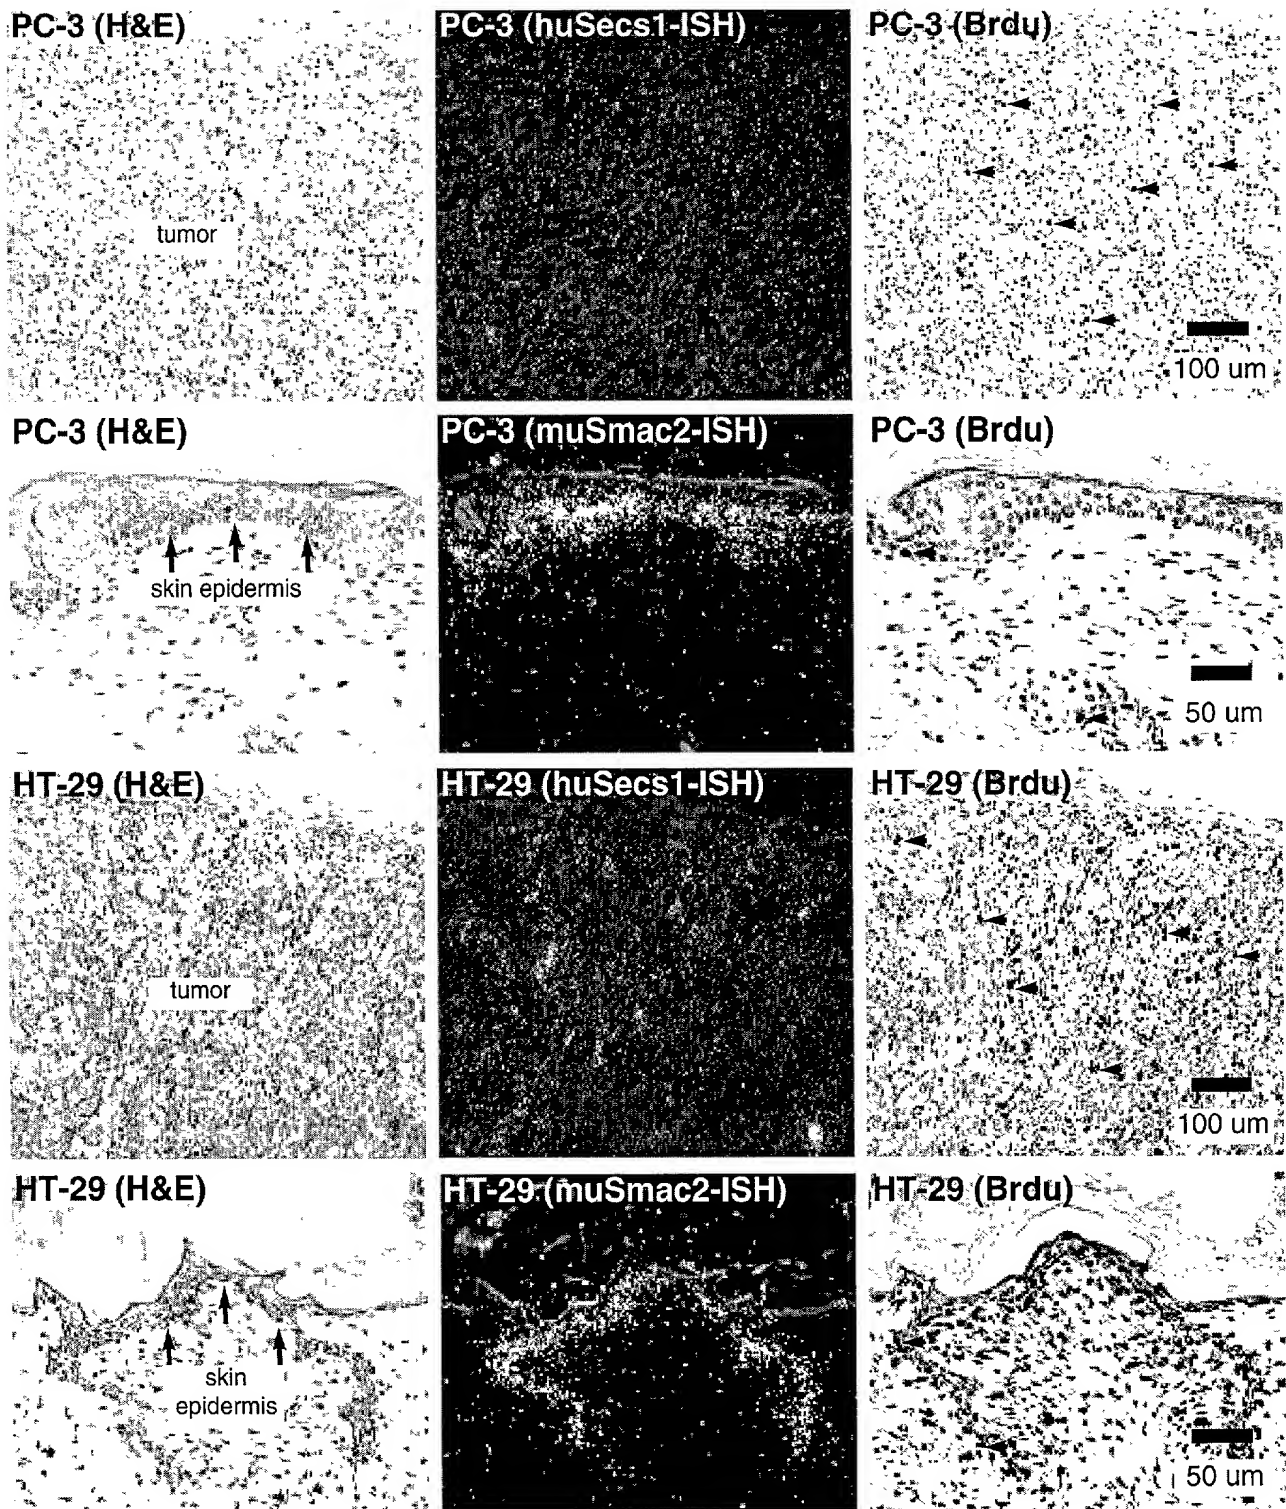 PC-3 (H&E)
PC-3 (huSecs1-ISH)
PC-3 (Brdu)
tumor
100 um
PC-3 (H&E)
PC-3 (muSmac2-ISH)
PC-3 (Brdu)
skin epidermis
50 um
HT-29 (H&E)
HT-29 (huSecs1-ISH)
HT-29 (Brdu)
tumor
100 um
HT-29 (H&E)
HT-29 (muSmac2-ISH)
HT-29 (Brdu)
skin
epidermis
50 um